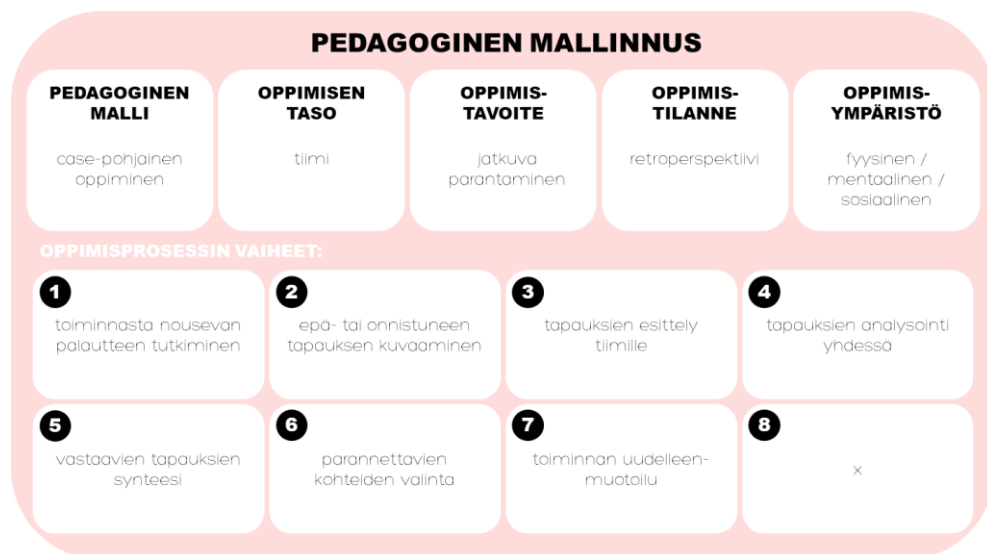 PEDAGOGINEN MALLINNUS
PEDAGOGINEN
MALLI
case-pohjainen
oppiminen
OPPIMISEN
TASO
tiimi
OPPIMIS-
TAVOITE
jatkuva
parantaminen
OPPIMIS-
TILANNE
retroperspektiivi
OPPIMIS-
YMPÄRISTÖ
fyysinen /
mentaalinen /
sosiaalinen
OPPIMISPROSESSIN VAIHEET:
1
toiminnasta nousevan
palautteen tutkiminen
2
epä- tai onnistuneen
tapauksen kuvaaminen
3
tapauksien esittely
tiimille
4
tapauksien analysointi
yhdessä
5
vastaavien tapauksien
synteesi
6
parannettavien
kohteiden valinta
7
toiminnan uudelleen-
muotoilu
8
x